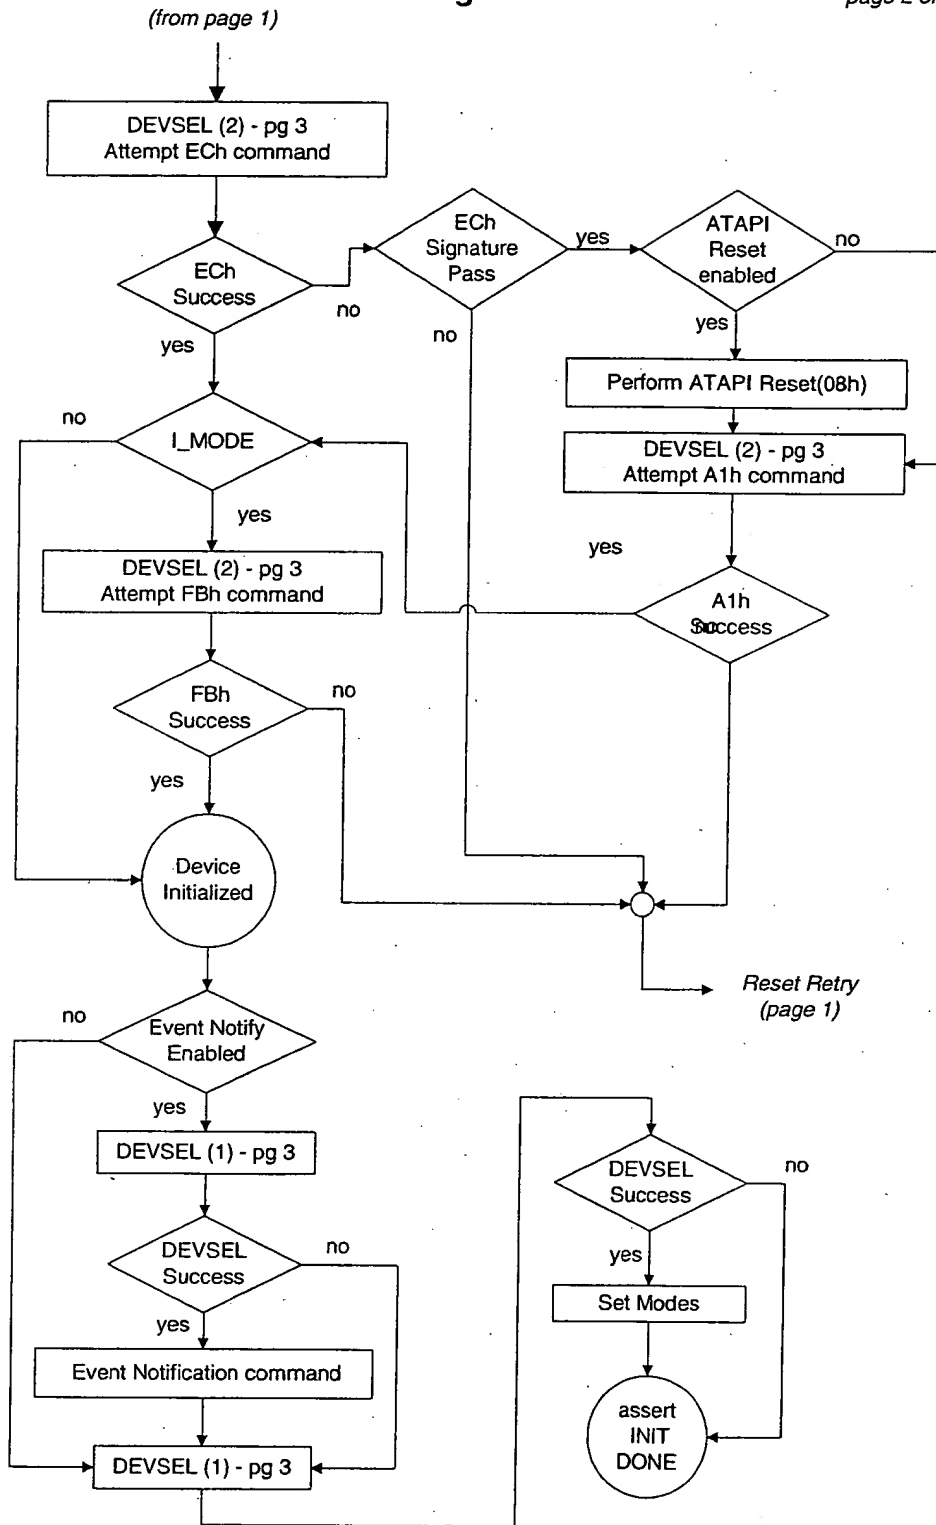 (from page 1)
DEVSEL (2) - pg 3
Attempt ECh command
ECh
Success
yes
no
ECh
Signature
Pass
yes
no
ATAPI
Reset
enabled
no
yes
Perform ATAPI Reset(08h)
DEVSEL (2) - pg 3
Attempt A1h command
yes
A1h
Success
no
no
I_MODE
yes
DEVSEL (2) - pg 3
Attempt FBh command
FBh
Success
no
yes
Device
Initialized
Reset Retry
(page 1)
Event Notify
Enabled
no
yes
DEVSEL (1) - pg 3
DEVSEL
Success
no
yes
Event Notification command
DEVSEL (1) - pg 3
DEVSEL
Success
no
yes
Set Modes
assert
INIT
DONE